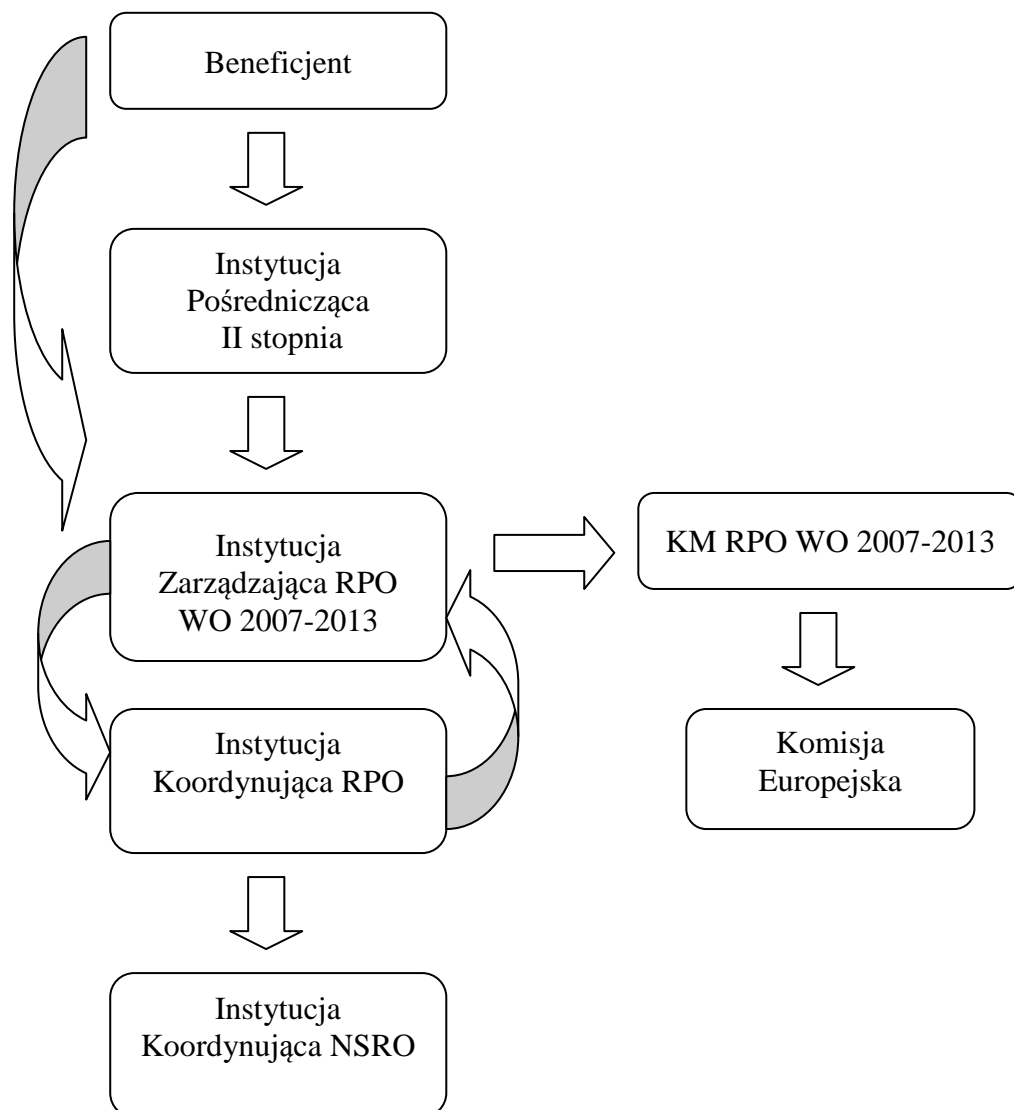 Beneficjent
Instytucja
Pośrednicząca
II stopnia
Instytucja
Zarządzająca RPO
WO 2007-2013
KM RPO WO 2007-2013
Instytucja
Koordynująca RPO
Komisja
Europejska
Instytucja
Koordynująca NSRO